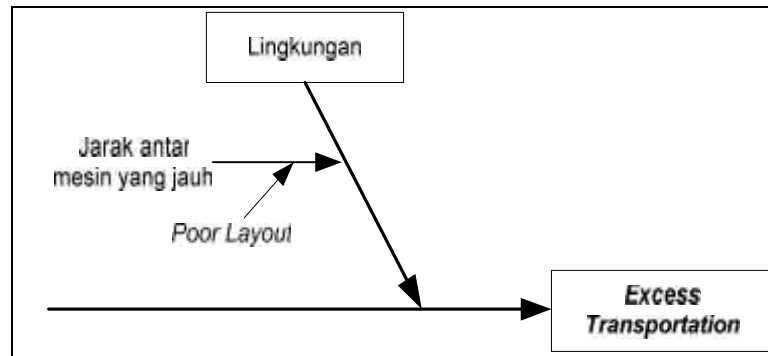 Lingkungan
Jarak antar
mesin yang jauh
Poor Layout
Excess
Transportation